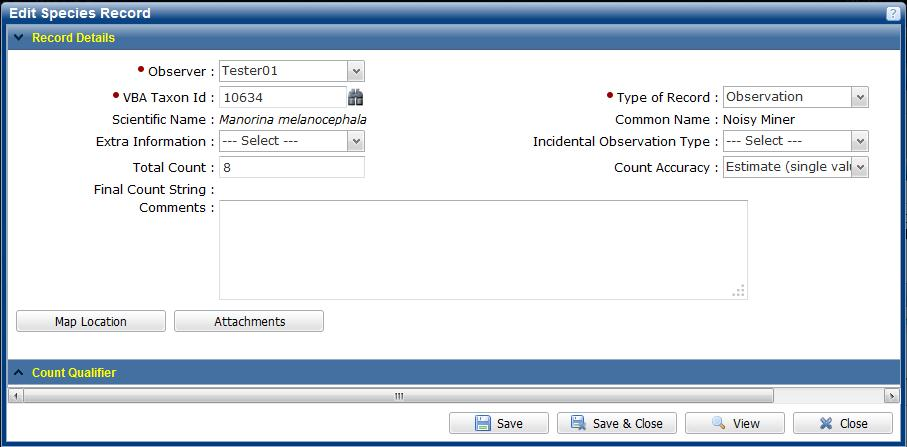 Edit Species Record ?
Record Details
Observer : Tester01
VBA Taxon Id : 10634 Type of Record : Observation
Scientific Name : Manorina melanocephala Common Name : Noisy Miner
Extra Information : --- Select --- Incidental Observation Type : --- Select ---
Total Count : 8 Count Accuracy : Estimate (single valu
Final Count String :
Comments :
Map Location Attachments
Count Qualifier
Save Save & Close View Close